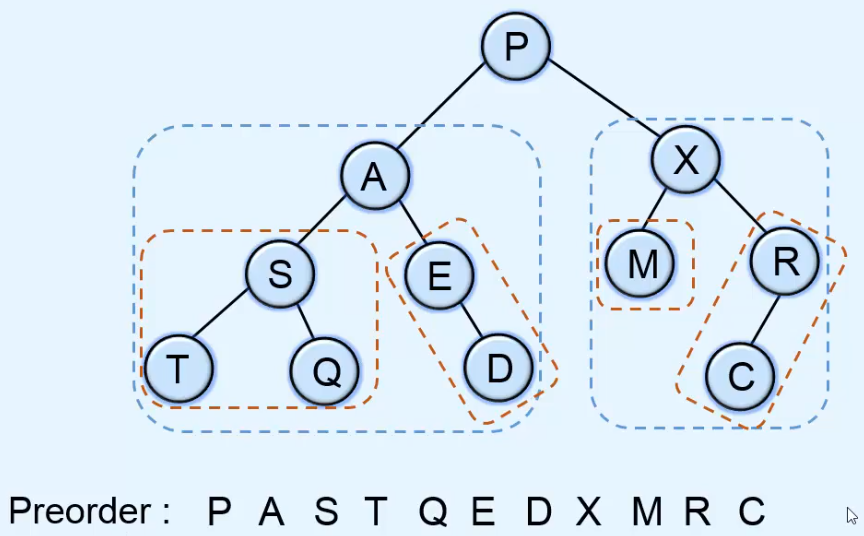 P
A X
S E M R
T Q D C
Preorder : P A S T Q E D X M R C